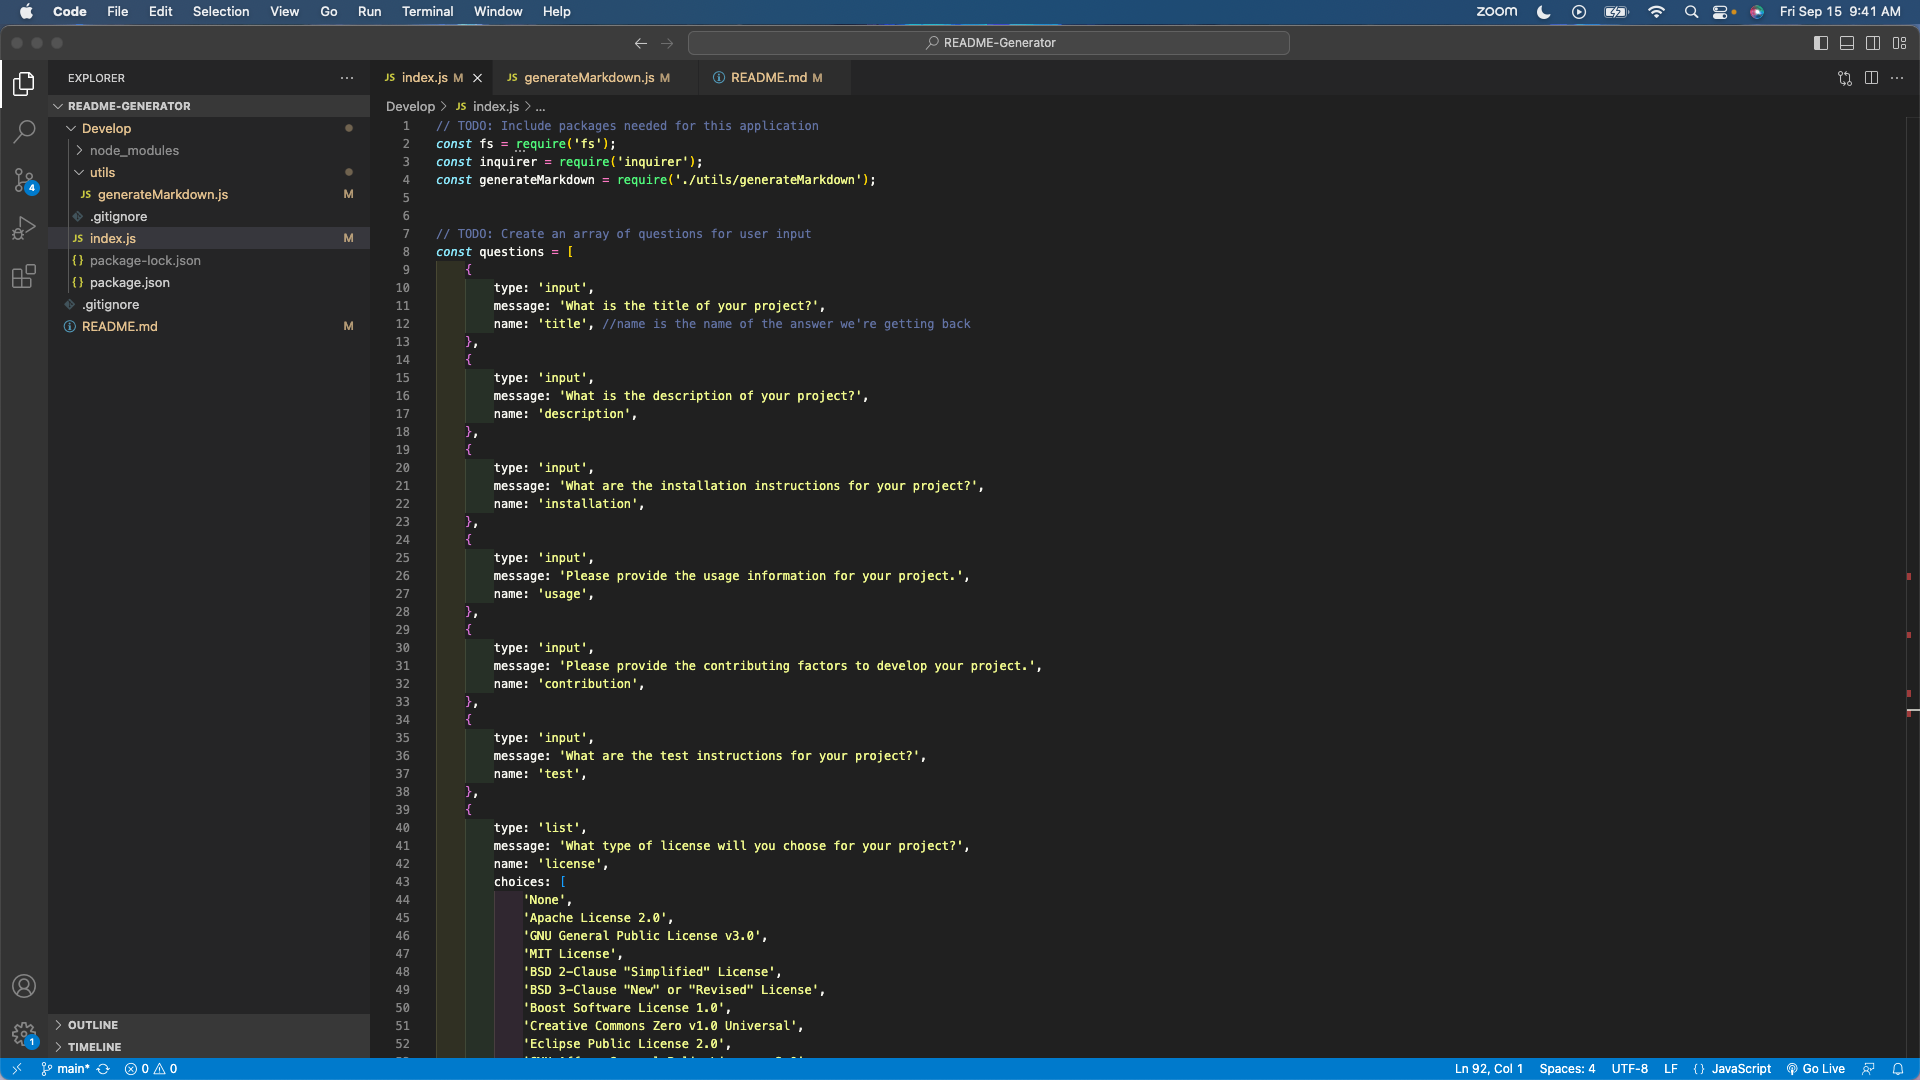 Code File Edit Selection View Go Run Terminal Window Help
zoom Fri Sep 15 9:41 AM
README-Generator
EXPLORER
README-GENERATOR
Develop
node_modules
utils
JS generateMarkdown.js M
.gitignore
JS index.js M
{} package-lock.json
{} package.json
.gitignore
README.md M
OUTLINE
TIMELINE
4
1
JS index.js M
JS generateMarkdown.js M
README.md M
Develop > JS index.js > ...
1 // TODO: Include packages needed for this application
2 const fs = require('fs');
3 const inquirer = require('inquirer');
4 const generateMarkdown = require('./utils/generateMarkdown');
5
6
7 // TODO: Create an array of questions for user input
8 const questions = [
9 {
10 type: 'input',
11 message: 'What is the title of your project?',
12 name: 'title', //name is the name of the answer we're getting back
13 },
14 {
15 type: 'input',
16 message: 'What is the description of your project?',
17 name: 'description',
18 },
19 {
20 type: 'input',
21 message: 'What are the installation instructions for your project?',
22 name: 'installation',
23 },
24 {
25 type: 'input',
26 message: 'Please provide the usage information for your project.',
27 name: 'usage',
28 },
29 {
30 type: 'input',
31 message: 'Please provide the contributing factors to develop your project.',
32 name: 'contribution',
33 },
34 {
35 type: 'input',
36 message: 'What are the test instructions for your project?',
37 name: 'test',
38 },
39 {
40 type: 'list',
41 message: 'What type of license will you choose for your project?',
42 name: 'license',
43 choices: [
44 'None',
45 'Apache License 2.0',
46 'GNU General Public License v3.0',
47 'MIT License',
48 'BSD 2-Clause "Simplified" License',
49 'BSD 3-Clause "New" or "Revised" License',
50 'Boost Software License 1.0',
51 'Creative Commons Zero v1.0 Universal',
52 'Eclipse Public License 2.0',
main* 0 0
Ln 92, Col 1 Spaces: 4 UTF-8 LF {} JavaScript Go Live